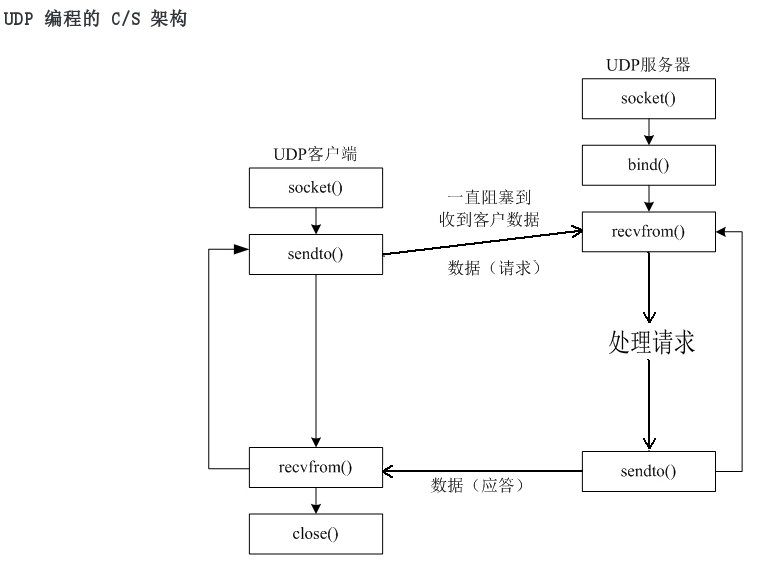 UDP 编程的 C/S 架构
UDP服务器
socket()
bind()
UDP客户端
socket()
一直阻塞到
收到客户数据
recvfrom()
sendto()
数据（请求）
处理请求
recvfrom()
sendto()
数据（应答）
close()